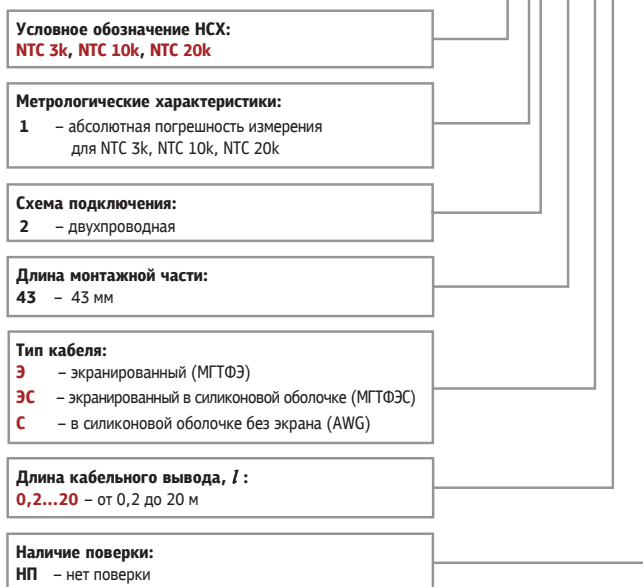 Условное обозначение НСХ:
NTC 3k, NTC 10k, NTC 20k
Метрологические характеристики:
1 – абсолютная погрешность измерения
для NTC 3k, NTC 10k, NTC 20k
Схема подключения:
2 – двухпроводная
Длина монтажной части:
43 – 43 мм
Тип кабеля:
Э – экранированный (МГТФЭ)
ЭС – экранированный в силиконовой оболочке (МГТФЭС)
С – в силиконовой оболочке без экрана (AWG)
Длина кабельного вывода, l :
0,2...20 – от 0,2 до 20 м
Наличие поверки:
НП – нет поверки